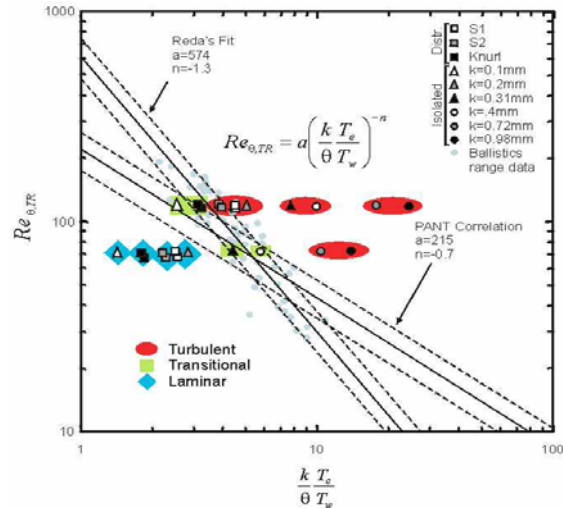 1000
100
10
1
10
100
Re_{θ,TR}
k/θ T_e/T_w
Reda's Fit
a=574
n=-1.3
Re_{θ,TR} = a(k/θ T_e/T_w)^{-n}
PANT Correlation
a=215
n=-0.7
Turbulent
Transitional
Laminar
Distr
S1
S2
Knurl
Isolated
k=0.1mm
k=0.2mm
k=0.31mm
k=.4mm
k=0.72mm
k=0.98mm
Ballistics
range data